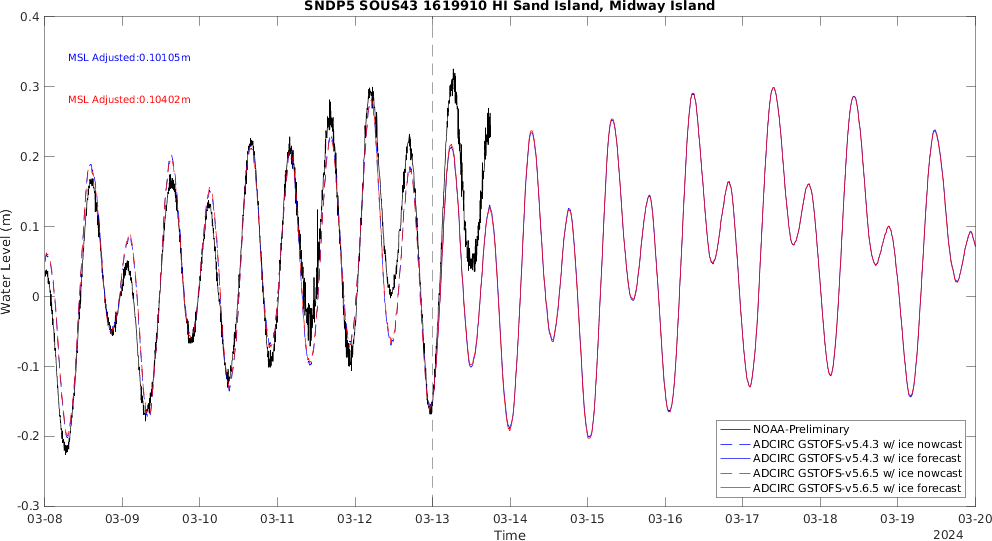 SNDP5 SOUS43 1619910 HI Sand Island, Midway Island
0.4
0.3
0.2
0.1
0
-0.1
-0.2
-0.3
Water Level (m)
MSL Adjusted:0.10105m
MSL Adjusted:0.10402m
NOAA-Preliminary
ADCIRC GSTOFS-v5.4.3 w/ ice nowcast
ADCIRC GSTOFS-v5.4.3 w/ ice forecast
ADCIRC GSTOFS-v5.6.5 w/ ice nowcast
ADCIRC GSTOFS-v5.6.5 w/ ice forecast
03-08 03-09 03-10 03-11 03-12 03-13 03-14 03-15 03-16 03-17 03-18 03-19 03-20
Time
2024